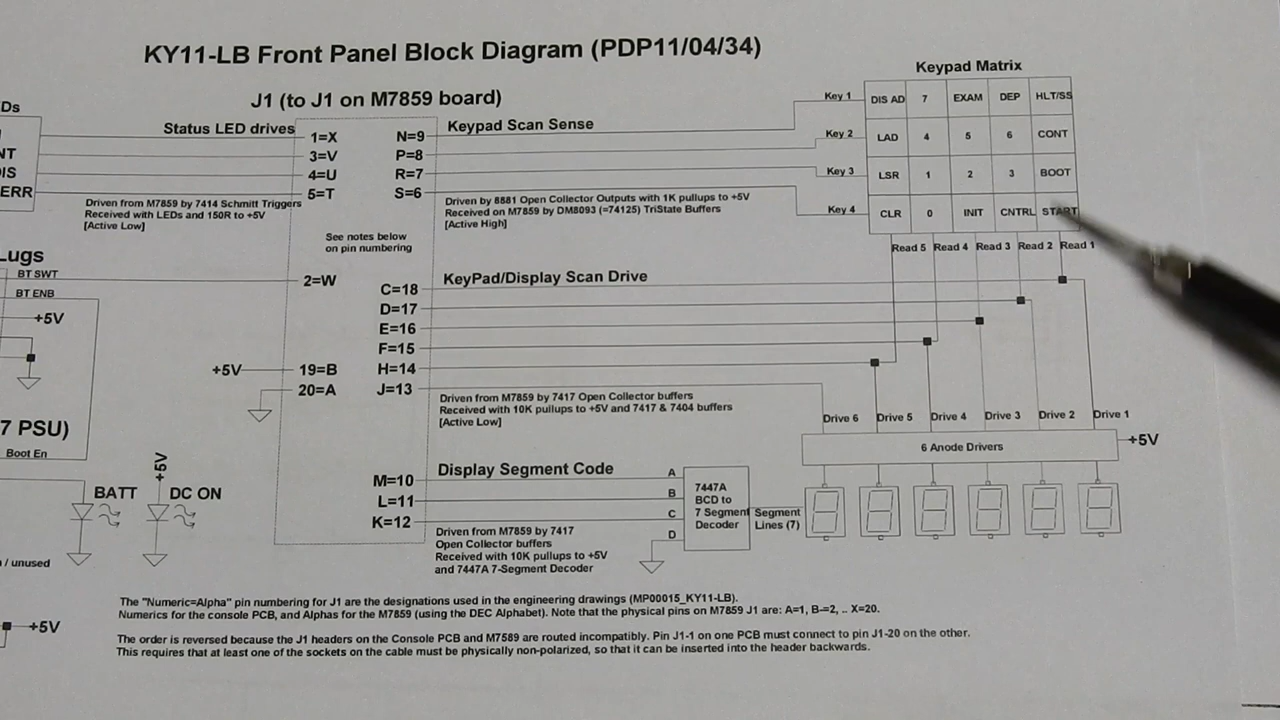 KY11-LB Front Panel Block Diagram (PDP11/04/34)
Keypad Matrix
J1 (to J1 on M7859 board)
Status LED drives
1=X
3=V
4=U
5=T
N=9
P=8
R=7
S=6
Keypad Scan Sense
Key 1
Key 2
Key 3
Key 4
DIS AD 7 EXAM DEP HLT/SS
LAD 4 5 6 CONT
LSR 1 2 3 BOOT
CLR 0 INIT CNTRL START
Read 5 Read 4 Read 3 Read 2 Read 1
Driven from M7859 by 7414 Schmitt Triggers
Received with LEDs and 150R to +5V
[Active Low]
Driven by 8881 Open Collector Outputs with 1K pullups to +5V
Received on M7859 by DM8093 (=74125) TriState Buffers
[Active High]
See notes below
on pin numbering
Ds
NT
IS
ERR
Lugs
BT SWT
BT ENB
+5V
2=W
C=18
D=17
E=16
F=15
H=14
J=13
KeyPad/Display Scan Drive
+5V
19=B
20=A
Driven from M7859 by 7417 Open Collector buffers
Received with 10K pullups to +5V and 7417 & 7404 buffers
[Active Low]
Drive 6 Drive 5 Drive 4 Drive 3 Drive 2 Drive 1
6 Anode Drivers
+5V
7 PSU)
Boot En
BATT
+5V
DC ON
M=10
L=11
K=12
Display Segment Code
A
B
C
D
7447A
BCD to
7 Segment
Decoder
Segment
Lines (7)
Driven from M7859 by 7417
Open Collector buffers
Received with 10K pullups to +5V
and 7447A 7-Segment Decoder
/ unused
+5V
The "Numeric=Alpha" pin numbering for J1 are the designations used in the engineering drawings (MP00015_KY11-LB).
Numerics for the console PCB, and Alphas for the M7859 (using the DEC Alphabet). Note that the physical pins on M7859 J1 are: A=1, B-=2, .. X=20.
The order is reversed because the J1 headers on the Console PCB and M7589 are routed incompatibly. Pin J1-1 on one PCB must connect to pin J1-20 on the other.
This requires that at least one of the sockets on the cable must be physically non-polarized, so that it can be inserted into the header backwards.